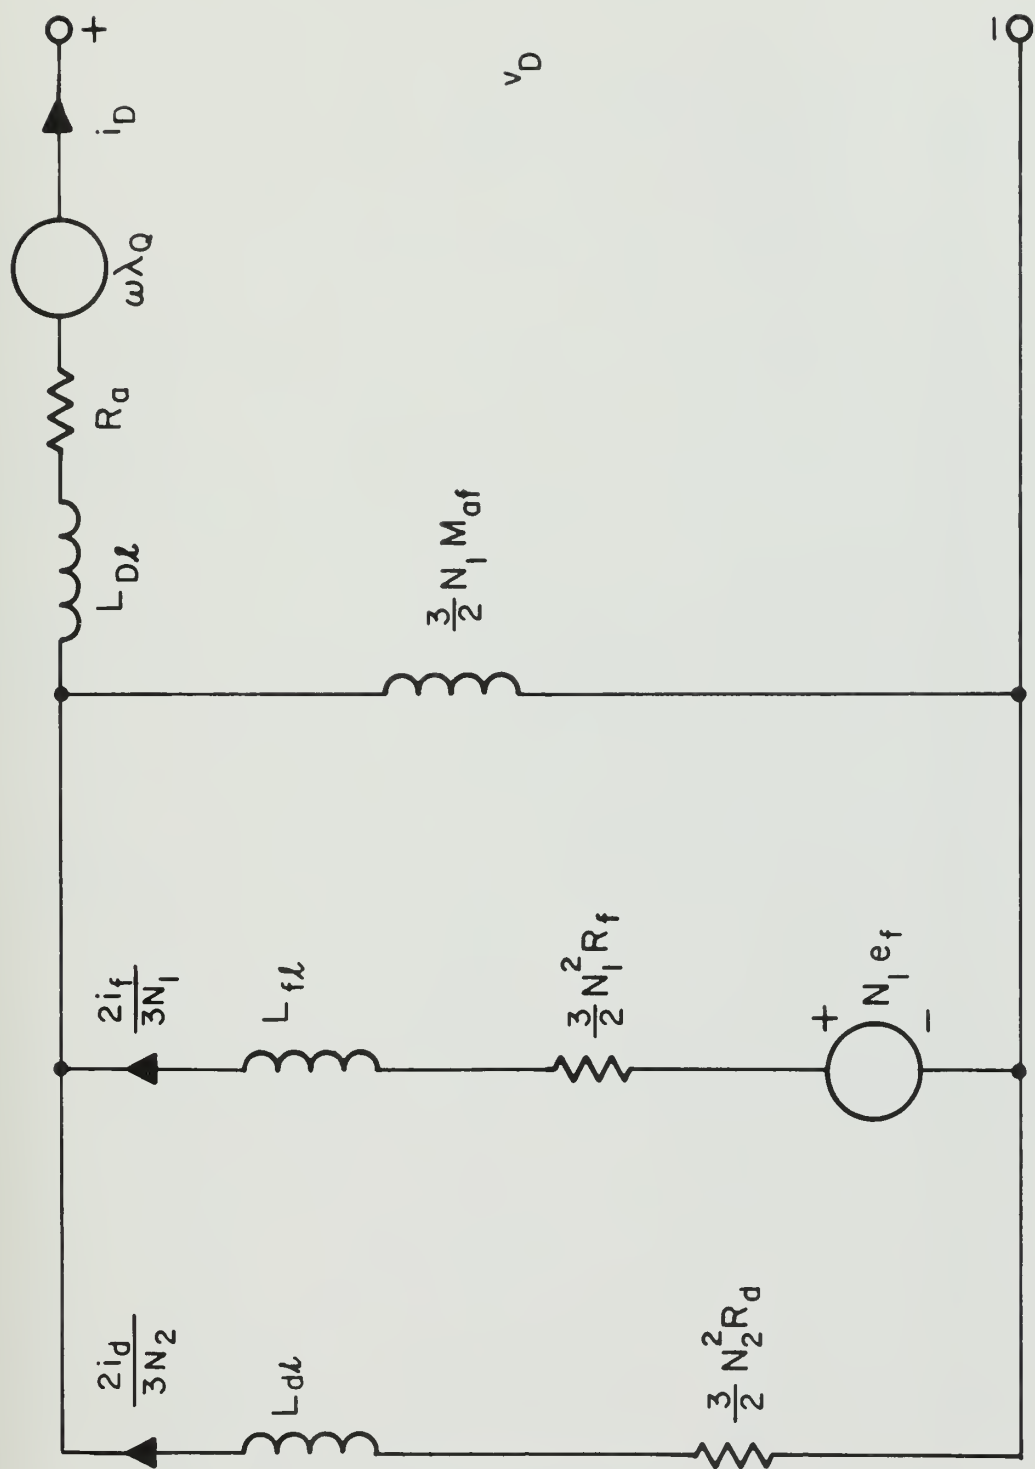 +
−
i_D
v_D
ωλ_Q
R_a
L_Dℓ
3/2 N_1 M_af
2i_f/3N_1
L_fℓ
3/2 N_1^2 R_f
+
N_1 e_f
−
2i_d/3N_2
L_dℓ
3/2 N_2^2 R_d